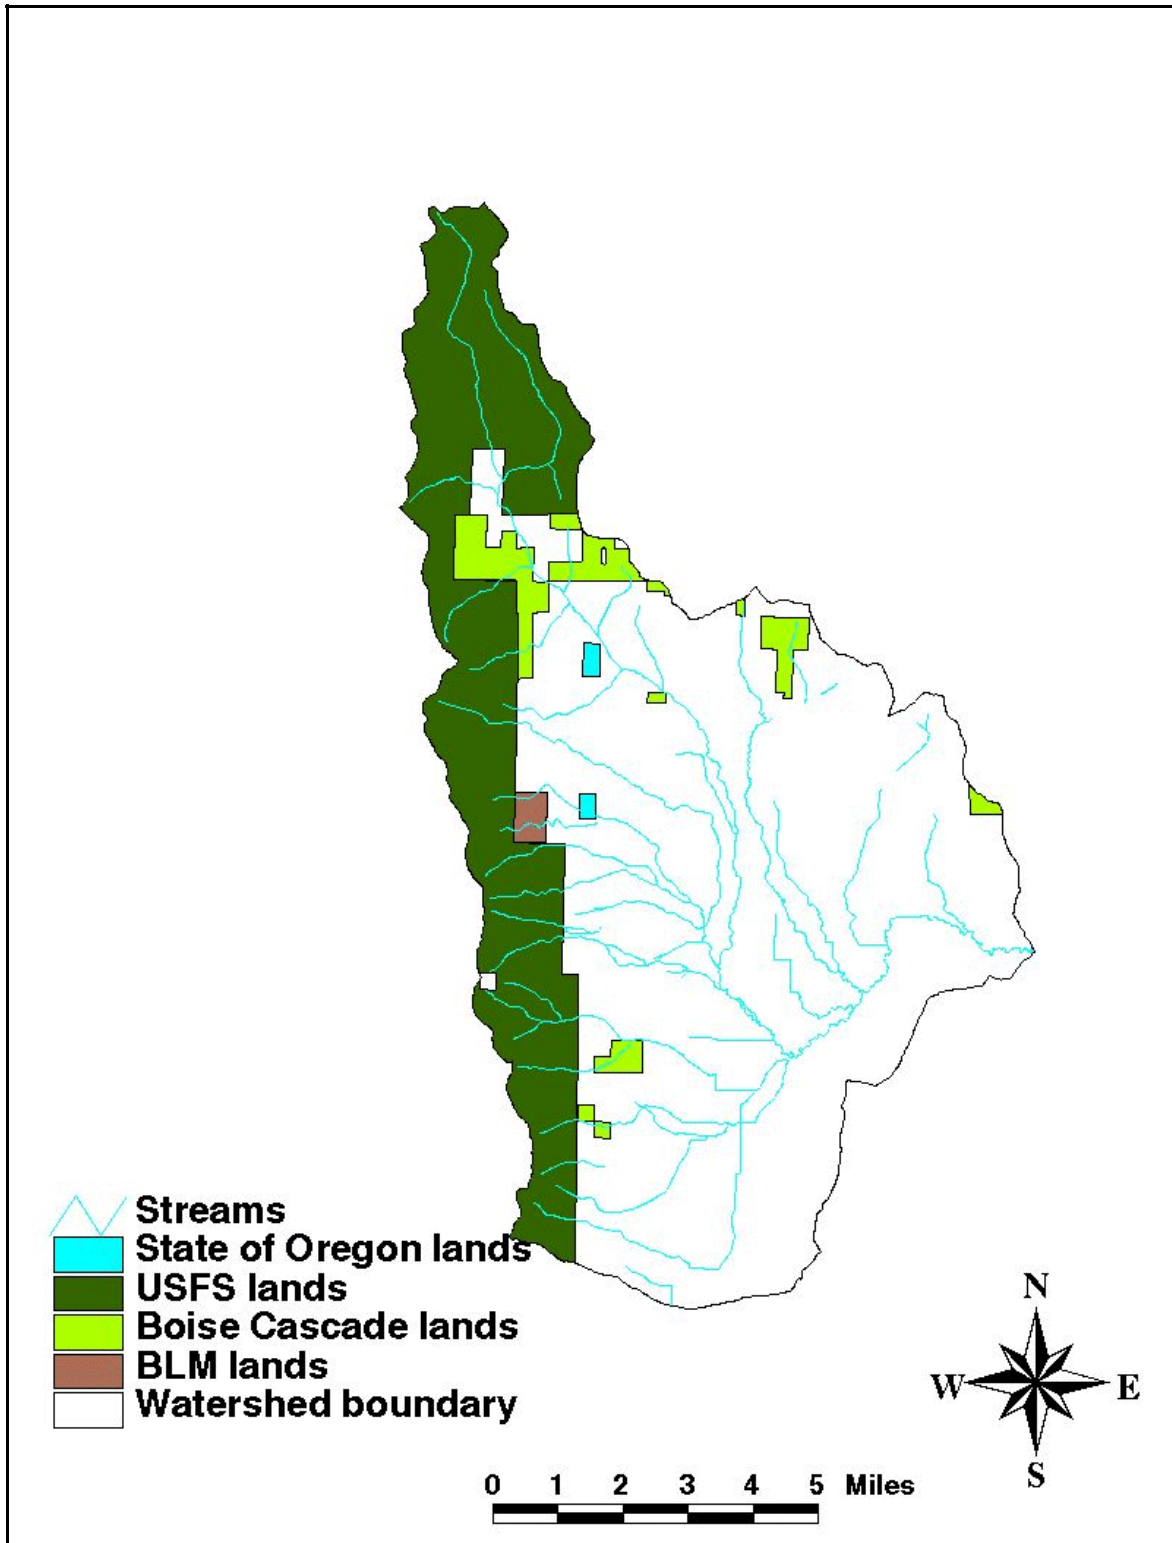 Streams
State of Oregon lands
USFS lands
Boise Cascade lands
BLM lands
Watershed boundary
N
W E
S
0 1 2 3 4 5 Miles